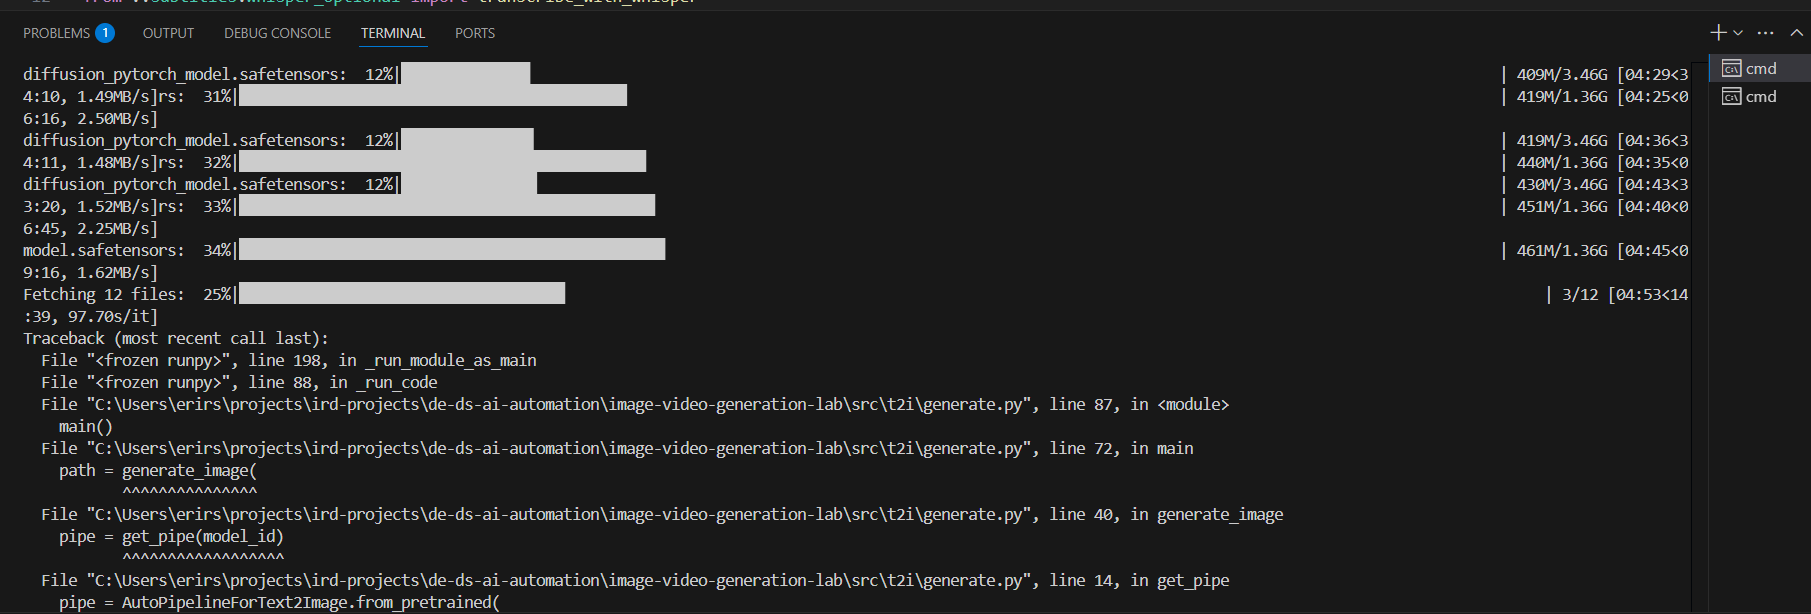 12 from ..subtitles.whisper_optional import transcribe_with_whisper
PROBLEMS 1 OUTPUT DEBUG CONSOLE TERMINAL PORTS
diffusion_pytorch_model.safetensors:  12%| | 409M/3.46G [04:29<3
4:10, 1.49MB/s]rs:  31%| | 419M/1.36G [04:25<0
6:16, 2.50MB/s]
diffusion_pytorch_model.safetensors:  12%| | 419M/3.46G [04:36<3
4:11, 1.48MB/s]rs:  32%| | 440M/1.36G [04:35<0
diffusion_pytorch_model.safetensors:  12%| | 430M/3.46G [04:43<3
3:20, 1.52MB/s]rs:  33%| | 451M/1.36G [04:40<0
6:45, 2.25MB/s]
model.safetensors:  34%| | 461M/1.36G [04:45<0
9:16, 1.62MB/s]
Fetching 12 files:  25%| | 3/12 [04:53<14
:39, 97.70s/it]
Traceback (most recent call last):
  File "<frozen runpy>", line 198, in _run_module_as_main
  File "<frozen runpy>", line 88, in _run_code
  File "C:\Users\erirs\projects\ird-projects\de-ds-ai-automation\image-video-generation-lab\src\t2i\generate.py", line 87, in <module>
    main()
  File "C:\Users\erirs\projects\ird-projects\de-ds-ai-automation\image-video-generation-lab\src\t2i\generate.py", line 72, in main
    path = generate_image(
           ^^^^^^^^^^^^^^^
  File "C:\Users\erirs\projects\ird-projects\de-ds-ai-automation\image-video-generation-lab\src\t2i\generate.py", line 40, in generate_image
    pipe = get_pipe(model_id)
           ^^^^^^^^^^^^^^^^^^
  File "C:\Users\erirs\projects\ird-projects\de-ds-ai-automation\image-video-generation-lab\src\t2i\generate.py", line 14, in get_pipe
    pipe = AutoPipelineForText2Image.from_pretrained(
cmd
cmd